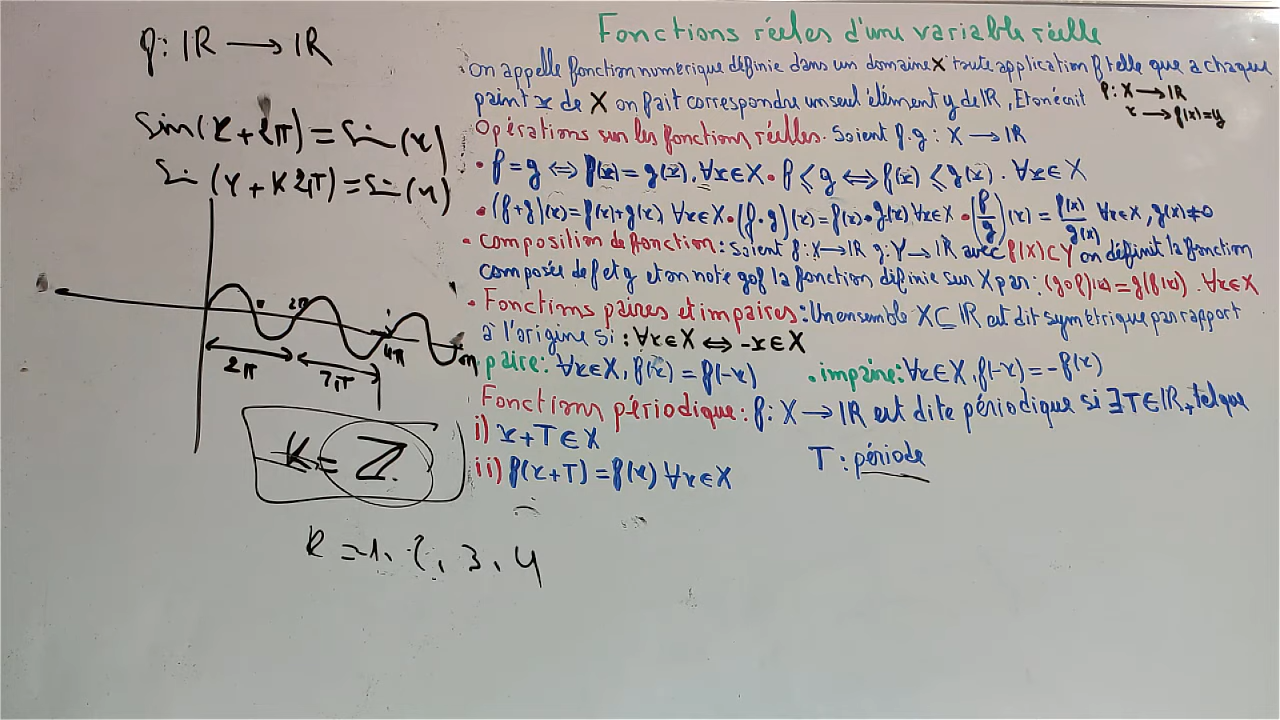 Fonctions réeles d'une variable réelle
f : IR → IR
Sin(x+2π) = Sin(x)
Sin(x+K2π) = Sin(x)
2π
4π
2π
2π
K = Z
k = 1, 2, 3, 4
On appelle fonction numérique définie dans un domaine X toute application f telle que a chaque
point x de X on fait correspondre un seul élément y de IR, Et on écrit f: X → IR
x → f(x)=y
Opérations sur les fonctions réelles. Soient f.g : X → IR
• f = g ⇔ f(x) = g(x). ∀x∈X • f ≤ g ⇔ f(x) ≤ g(x). ∀x∈X
• (f+g)(x) = f(x)+g(x) ∀x∈X • (f•g)(x) = f(x)•g(x) ∀x∈X • (f/g)(x) = f(x)/g(x) ∀x∈X, g(x)≠0
• composition de fonction : soient f: X→IR g: Y→IR avec f(X)⊂Y on définit la fonction
composée de f et g et on note gof la fonction définie sur X par : (gof)(x) = g(f(x)). ∀x∈X
• Fonctions paires et impaires : Un ensemble X⊆IR est dit symétrique par rapport
à l'origine si : ∀x∈X ⇔ -x∈X
• paire : ∀x∈X, f(x) = f(-x) • impaire : ∀x∈X, f(-x) = -f(x)
Fonctions périodique : f: X → IR est dite périodique si ∃T∈IR+ tel que
i) x+T∈X
T : période
ii) f(x+T) = f(x) ∀x∈X